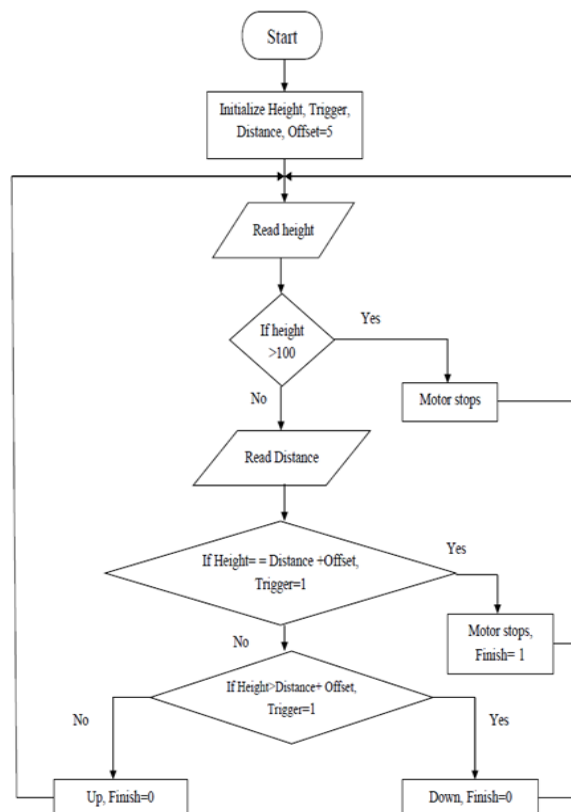 Start
Initialize Height, Trigger,
Distance, Offset=5
Read height
If height
>100
Yes
No
Motor stops
Read Distance
If Height= = Distance +Offset,
Trigger=1
Yes
No
Motor stops,
Finish= 1
If Height>Distance+ Offset,
Trigger=1
No
Yes
Up, Finish=0
Down, Finish=0